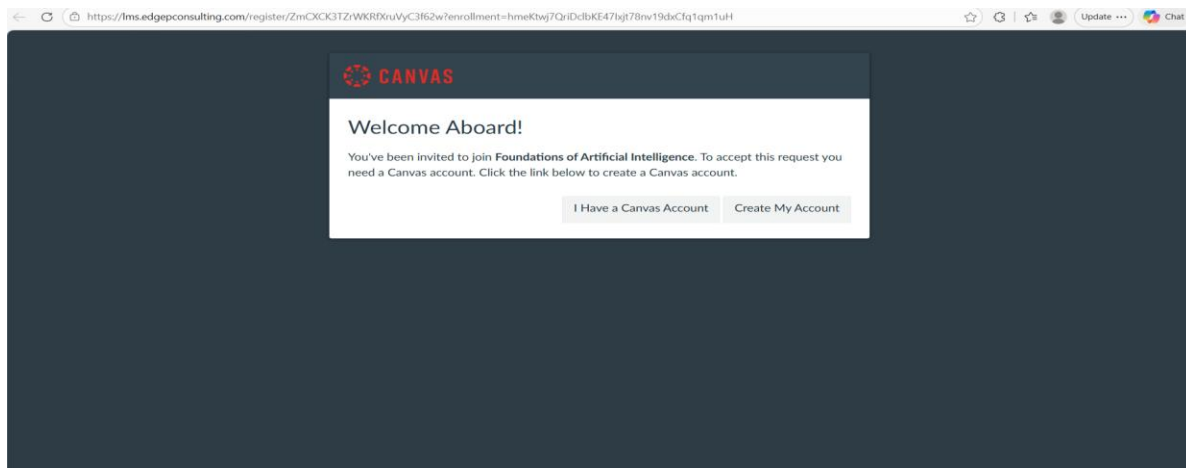 https://lms.edgepconsulting.com/register/ZmCXCK3TZrWKRfXruVyC3f62w?enrollment=hmeKtwj7QriDclbKE47lxjt78nv19dxCfq1qm1uH
Update
Chat
CANVAS
Welcome Aboard!
You've been invited to join Foundations of Artificial Intelligence. To accept this request you
need a Canvas account. Click the link below to create a Canvas account.
I Have a Canvas Account Create My Account